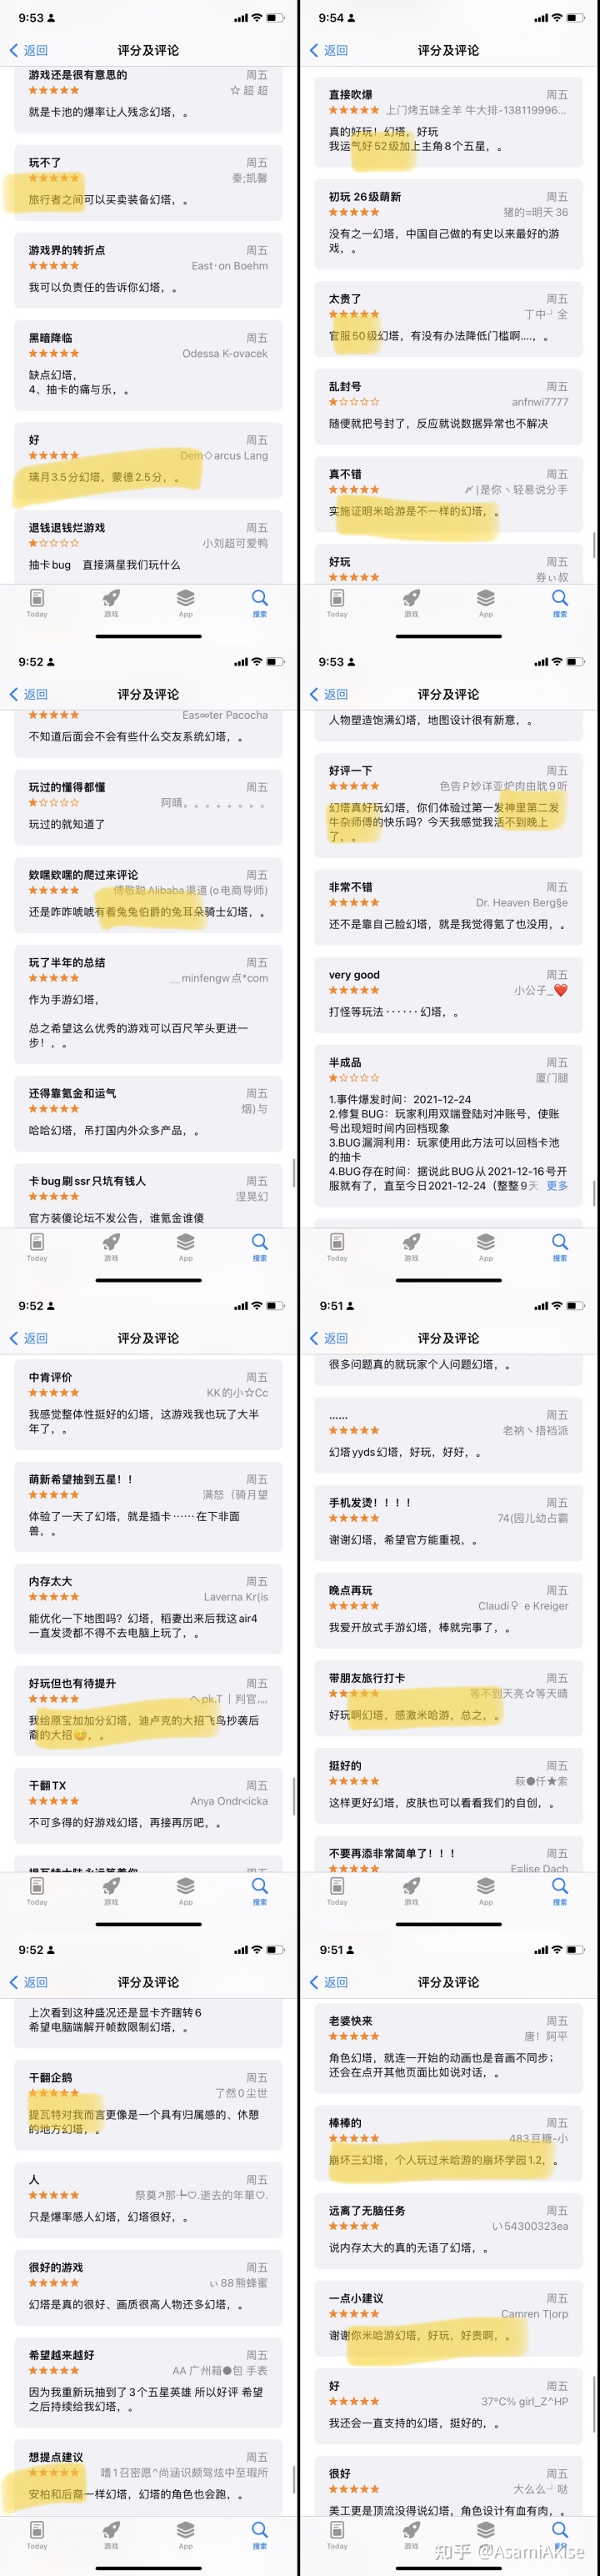 9:53
返回
评分及评论
游戏还是很有意思的 周五
★★★★★ ☆ 超 超
就是卡池的爆率让人残念幻塔，。
玩不了 周五
★★★★★ 秦;凯馨
旅行者之间可以买卖装备幻塔，。
游戏界的转折点 周五
★★★★★ East·on Boehm
我可以负责任的告诉你幻塔，。
黑暗降临 周五
★★★★★ Odessa K-ovacek
缺点幻塔，
4、抽卡的痛与乐，。
好 周五
★★★★★ Dem◇arcus Lang
璃月3.5分幻塔，蒙德2.5分，。
退钱退钱烂游戏 周五
★☆☆☆☆ 小刘超可爱鸭
抽卡bug 直接满星我们玩什么
Today 游戏 App 搜索
9:54
返回
评分及评论
直接吹爆 周五
★★★★★ 上门烤五味全羊 牛大排-138119996...
真的好玩！幻塔，好玩
我运气好52级加上主角8个五星，。
初玩 26级萌新 周五
★★★★★ 猪的=明天36
没有之一幻塔，中国自己做的有史以来最好的游
戏，。
太贵了 周五
★★★★★ 丁中┘全
官服50级幻塔，有没有办法降低门槛啊....，。
乱封号 周五
★☆☆☆☆ anfnwi7777
随便就把号封了，反应就说数据异常也不解决
真不错 周五
★★★★★ |是你丶轻易说分手
实施证明米哈游是不一样的幻塔，。
好玩 周五
★★★★★ 券ぃ叔
Today 游戏 App 搜索
9:52
返回
评分及评论
★★★★★ Eas∞ter Pacocha
不知道后面会不会有些什么交友系统幻塔，。
玩过的懂得都懂 周五
★☆☆☆☆ 阿晴。。。。。。。。
玩过的就知道了
欸嘿欸嘿的爬过来评论 周五
★★★★★ 傅敬聪Alibaba渠道(o电商导师)
还是咋咋唬唬有着兔兔伯爵的兔耳朵骑士幻塔，。
玩了半年的总结 周五
★★★★★ __minfengw点*com
作为手游幻塔，
总之希望这么优秀的游戏可以百尺竿头更进一
步！，。
还得靠氪金和运气 周五
★★★★★ 烟)与
哈哈幻塔，吊打国内外众多产品，。
卡bug刷ssr只坑有钱人 周五
★★★★★ 涅晃幻
官方装傻论坛不发公告，谁氪金谁傻
Today 游戏 App 搜索
9:53
返回
评分及评论
人物塑造饱满幻塔，地图设计很有新意，。
好评一下 周五
★★★★★ 色告P妙详亚炉肉由耽9听
幻塔真好玩幻塔，你们体验过第一发神里第二发
牛杂师傅的快乐吗？今天我感觉我活不到晚上
了，。
非常不错 周五
★★★★★ Dr. Heaven Berg§e
还不是靠自己脸幻塔，就是我觉得氪了也没用，。
very good 周五
★★★★★ 小公子_❤️
打怪等玩法······幻塔，。
半成品 周五
★☆☆☆☆ 厦门腿
1.事件爆发时间：2021-12-24
2.修复BUG：玩家利用双端登陆对冲账号，使账
号出现短时间内回档现象
3.BUG漏洞利用：玩家使用此方法可以回档卡池
的抽卡
4.BUG存在时间：据说此BUG从2021-12-16号开
服就有了，直至今日2021-12-24（整整9天 更多
Today 游戏 App 搜索
9:52
返回
评分及评论
中肯评价 周五
★★★★★ KK的小☆Cc
我感觉整体性挺好的幻塔，这游戏我也玩了大半
年了，。
萌新希望抽到五星！！ 周五
★★★★★ 满怒（骑月望
体验了一天了幻塔，就是插卡……在下非面
兽，。
内存太大 周五
★★★★★ Laverna Kr(is
能优化一下地图吗？幻塔，稻妻出来后我这air4
一直发烫都不得不去电脑上玩了，。
好玩但也有待提升 周五
★★★★★ へpk.T丨判官灬
我给原宝加加分幻塔，迪卢克的大招飞鸟抄袭后
裔的大招😄，。
干翻TX 周五
★★★★★ Anya Ondr<icka
不可多得的好游戏幻塔，再接再厉吧，。
Today 游戏 App 搜索
9:51
返回
评分及评论
很多问题真的就玩家个人问题幻塔，。
...... 周五
★★★★★ 老衲丶捂裆派
幻塔yyds幻塔，好玩，好好，。
手机发烫！！！！ 周五
★★★★★ 74(园儿幼占霸
谢谢幻塔，希望官方能重视，。
晚点再玩 周五
★★★★★ Claudi♀ e Kreiger
我爱开放式手游幻塔，棒就完事了，。
带朋友旅行打卡 周五
★★★★★ 等不到天亮☆等天晴
好玩啊幻塔，感激米哈游，总之，。
挺好的 周五
★★★★★ 萩●仟★索
这样更好幻塔，皮肤也可以看看我们的自创，。
不要再添非常简单了！！！ 周五
★★★★★ E≡lise Dach
Today 游戏 App 搜索
9:52
返回
评分及评论
上次看到这种盛况还是显卡齐瞎转6
希望电脑端解开帧数限制幻塔，。
干翻企鹅 周五
★★★★★ 了然0尘世
提瓦特对我而言更像是一个具有归属感的、休憩
的地方幻塔，。
人 周五
★★★★★ 祭奠↗那╄♡.逝去的年華♡.
只是爆率感人幻塔，幻塔很好，。
很好的游戏 周五
★★★★★ ぃ88熊蜂蜜
幻塔是真的很好、画质很高人物还多幻塔，。
希望越来越好 周五
★★★★★ AA 广州箱●包 手表
因为我重新玩抽到了3个五星英雄 所以好评 希望
之后持续给我幻塔，。
想提点建议 周五
★★★★★ 嗜1召密愿^尚涵识颇驾炫中至瑕所
安柏和后裔一样幻塔，幻塔的角色也会跑，。
Today 游戏 App 搜索
9:51
返回
评分及评论
老婆快来 周五
★★★★★ 唐！阿平
角色幻塔，就连一开始的动画也是音画不同步；
还会在点开其他页面比如说对话，。
棒棒的 周五
★★★★★ 483豆糖-小
崩坏三幻塔，个人玩过米哈游的崩坏学园1.2，。
远离了无脑任务 周五
★★★★★ い54300323ea
说内存太大的真的无语了幻塔，。
一点小建议 周五
★★★★★ Camren T|orp
谢谢你米哈游幻塔，好玩，好贵啊，。
好 周五
★★★★★ 37°C% girl_Z^HP
我还会一直支持的幻塔，挺好的，。
很好 周五
★★★★★ 大么么┘哒
美工更是顶流没得说幻塔，角色设计有血有肉，。
Today 游戏 App
知乎 @AsamiAkise